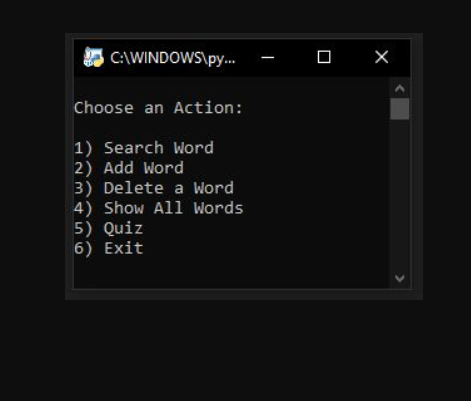 C:\WINDOWS\py...
Choose an Action:
1) Search Word
2) Add Word
3) Delete a Word
4) Show All Words
5) Quiz
6) Exit